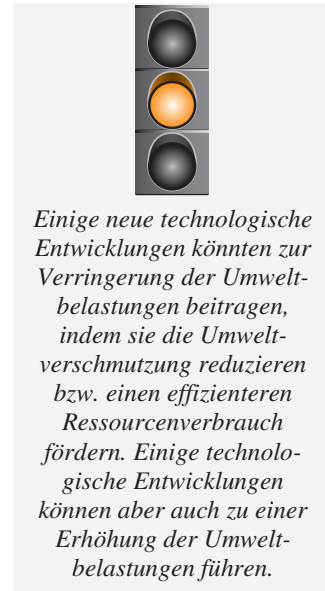 Einige neue technologische
Entwicklungen könnten zur
Verringerung der Umwelt-
belastungen beitragen,
indem sie die Umwelt-
verschmutzung reduzieren
bzw. einen effizienteren
Ressourcenverbrauch
fördern. Einige technolo-
gische Entwicklungen
können aber auch zu einer
Erhöhung der Umwelt-
belastungen führen.